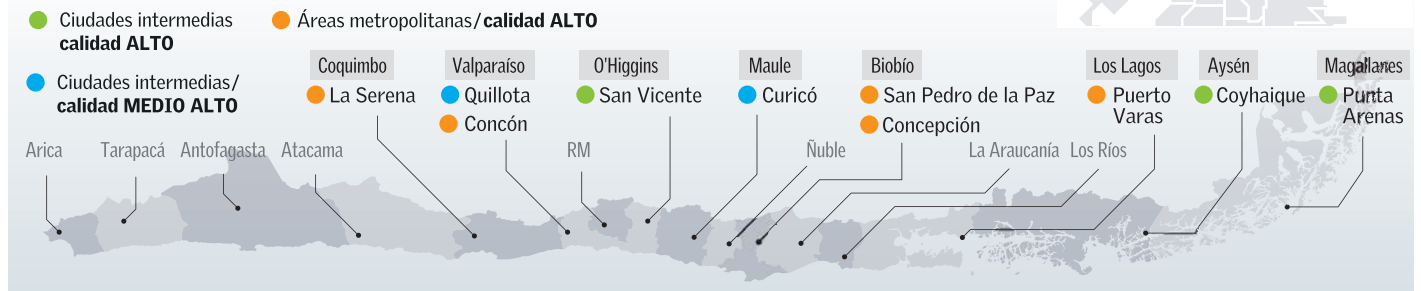 Ciudades intermedias
calidad ALTO
Áreas metropolitanas/calidad ALTO
Ciudades intermedias/
calidad MEDIO ALTO
Coquimbo
La Serena
Valparaíso
Quillota
Concón
O'Higgins
San Vicente
Maule
Curicó
Biobío
San Pedro de la Paz
Concepción
Los Lagos
Puerto
Varas
Aysén
Coyhaique
Magallanes
Punta
Arenas
Arica
Tarapacá
Antofagasta
Atacama
RM
Ñuble
La Araucanía
Los Ríos